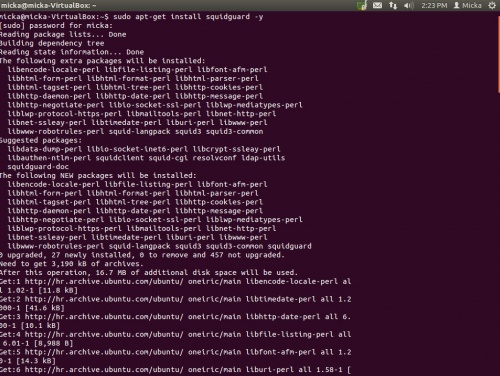 micka@micka-VirtualBox: ~
2:23 PM
Micka
micka@micka-VirtualBox:~$ sudo apt-get install squidguard -y
[sudo] password for micka:
Reading package lists... Done
Building dependency tree
Reading state information... Done
The following extra packages will be installed:
libencode-locale-perl libfile-listing-perl libfont-afm-perl
libhtml-form-perl libhtml-format-perl libhtml-parser-perl
libhtml-tagset-perl libhtml-tree-perl libhttp-cookies-perl
libhttp-daemon-perl libhttp-date-perl libhttp-message-perl
libhttp-negotiate-perl libio-socket-ssl-perl liblwp-mediatypes-perl
liblwp-protocol-https-perl libmailtools-perl libnet-http-perl
libnet-ssleay-perl libtimedate-perl liburi-perl libwww-perl
libwww-robotrules-perl squid-langpack squid3 squid3-common
Suggested packages:
libdata-dump-perl libio-socket-inet6-perl libcrypt-ssleay-perl
libauthen-ntlm-perl squidclient squid-cgi resolvconf ldap-utils
squidguard-doc
The following NEW packages will be installed:
libencode-locale-perl libfile-listing-perl libfont-afm-perl
libhtml-form-perl libhtml-format-perl libhtml-parser-perl
libhtml-tagset-perl libhtml-tree-perl libhttp-cookies-perl
libhttp-daemon-perl libhttp-date-perl libhttp-message-perl
libhttp-negotiate-perl libio-socket-ssl-perl liblwp-mediatypes-perl
liblwp-protocol-https-perl libmailtools-perl libnet-http-perl
libnet-ssleay-perl libtimedate-perl liburi-perl libwww-perl
libwww-robotrules-perl squid-langpack squid3 squid3-common squidguard
0 upgraded, 27 newly installed, 0 to remove and 457 not upgraded.
Need to get 3,190 kB of archives.
After this operation, 16.7 MB of additional disk space will be used.
Get:1 http://hr.archive.ubuntu.com/ubuntu/ oneiric/main libencode-locale-perl al
l 1.02-1 [11.8 kB]
Get:2 http://hr.archive.ubuntu.com/ubuntu/ oneiric/main libtimedate-perl all 1.2
000-1 [41.6 kB]
Get:3 http://hr.archive.ubuntu.com/ubuntu/ oneiric/main libhttp-date-perl all 6.
00-1 [10.1 kB]
Get:4 http://hr.archive.ubuntu.com/ubuntu/ oneiric/main libfile-listing-perl all
6.01-1 [8,988 B]
Get:5 http://hr.archive.ubuntu.com/ubuntu/ oneiric/main libfont-afm-perl all 1.2
0-1 [14.3 kB]
Get:6 http://hr.archive.ubuntu.com/ubuntu/ oneiric/main liburi-perl all 1.58-1 [